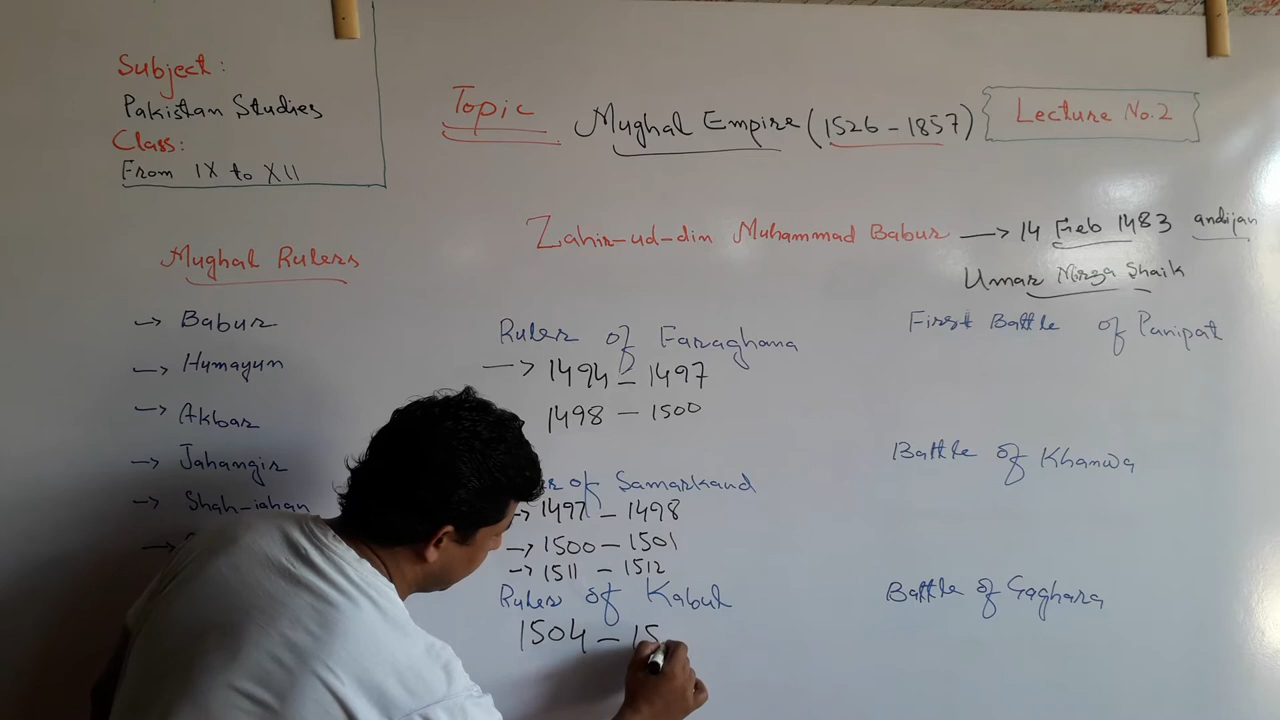 Subject:
Pakistan Studies
Class:
From IX to XII
Topic
Mughal Empire (1526 - 1857)
Lecture No.2
Zahir-ud-din Muhammad Babur → 14 Feb 1483 andijan
Umar Mirza Shaik
Mughal Rulers
→ Babur
→ Humayun
→ Akbar
→ Jahangir
→ Shah-jahan
→
Ruler of Faraghana
→ 1494 - 1497
1498 - 1500
of Samarkand
→ 1497 - 1498
→ 1500 - 1501
→ 1511 - 1512
Ruler of Kabul
1504 - 15
First Battle of Panipat
Battle of Khanwa
Battle of Gaghara